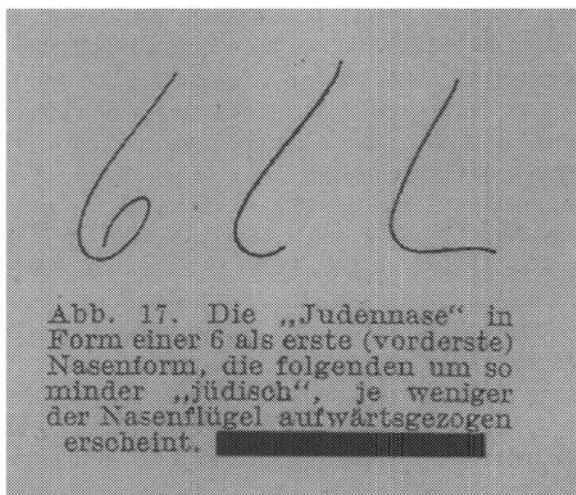 Abb. 17. Die „Judennase“ in
Form einer 6 als erste (vorderste)
Nasenform, die folgenden um so
minder „jüdisch“, je weniger
der Nasenflügel aufwärtsgezogen
erscheint.